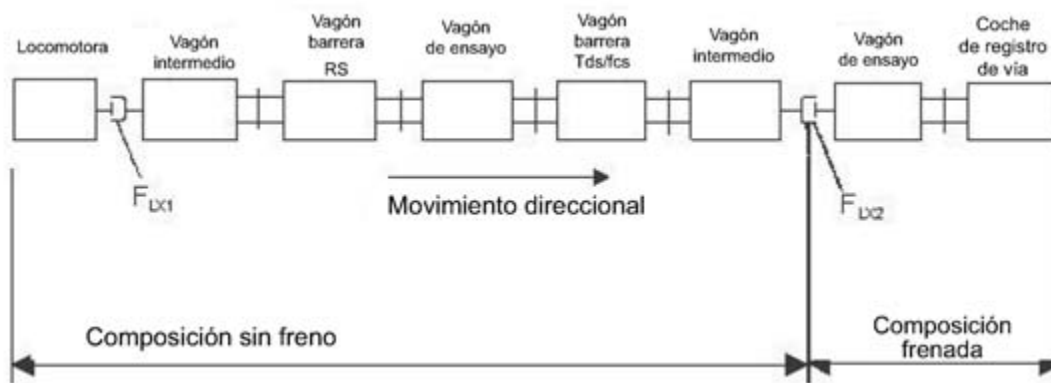 Locomotora
Vagón
intermedio
Vagón
barrera
RS
Vagón
de ensayo
Vagón
barrera
Tds/fcs
Vagón
intermedio
Vagón
de ensayo
Coche
de registro
de vía
F LX1
Movimiento direccional
F LX2
Composición sin freno
Composición
frenada